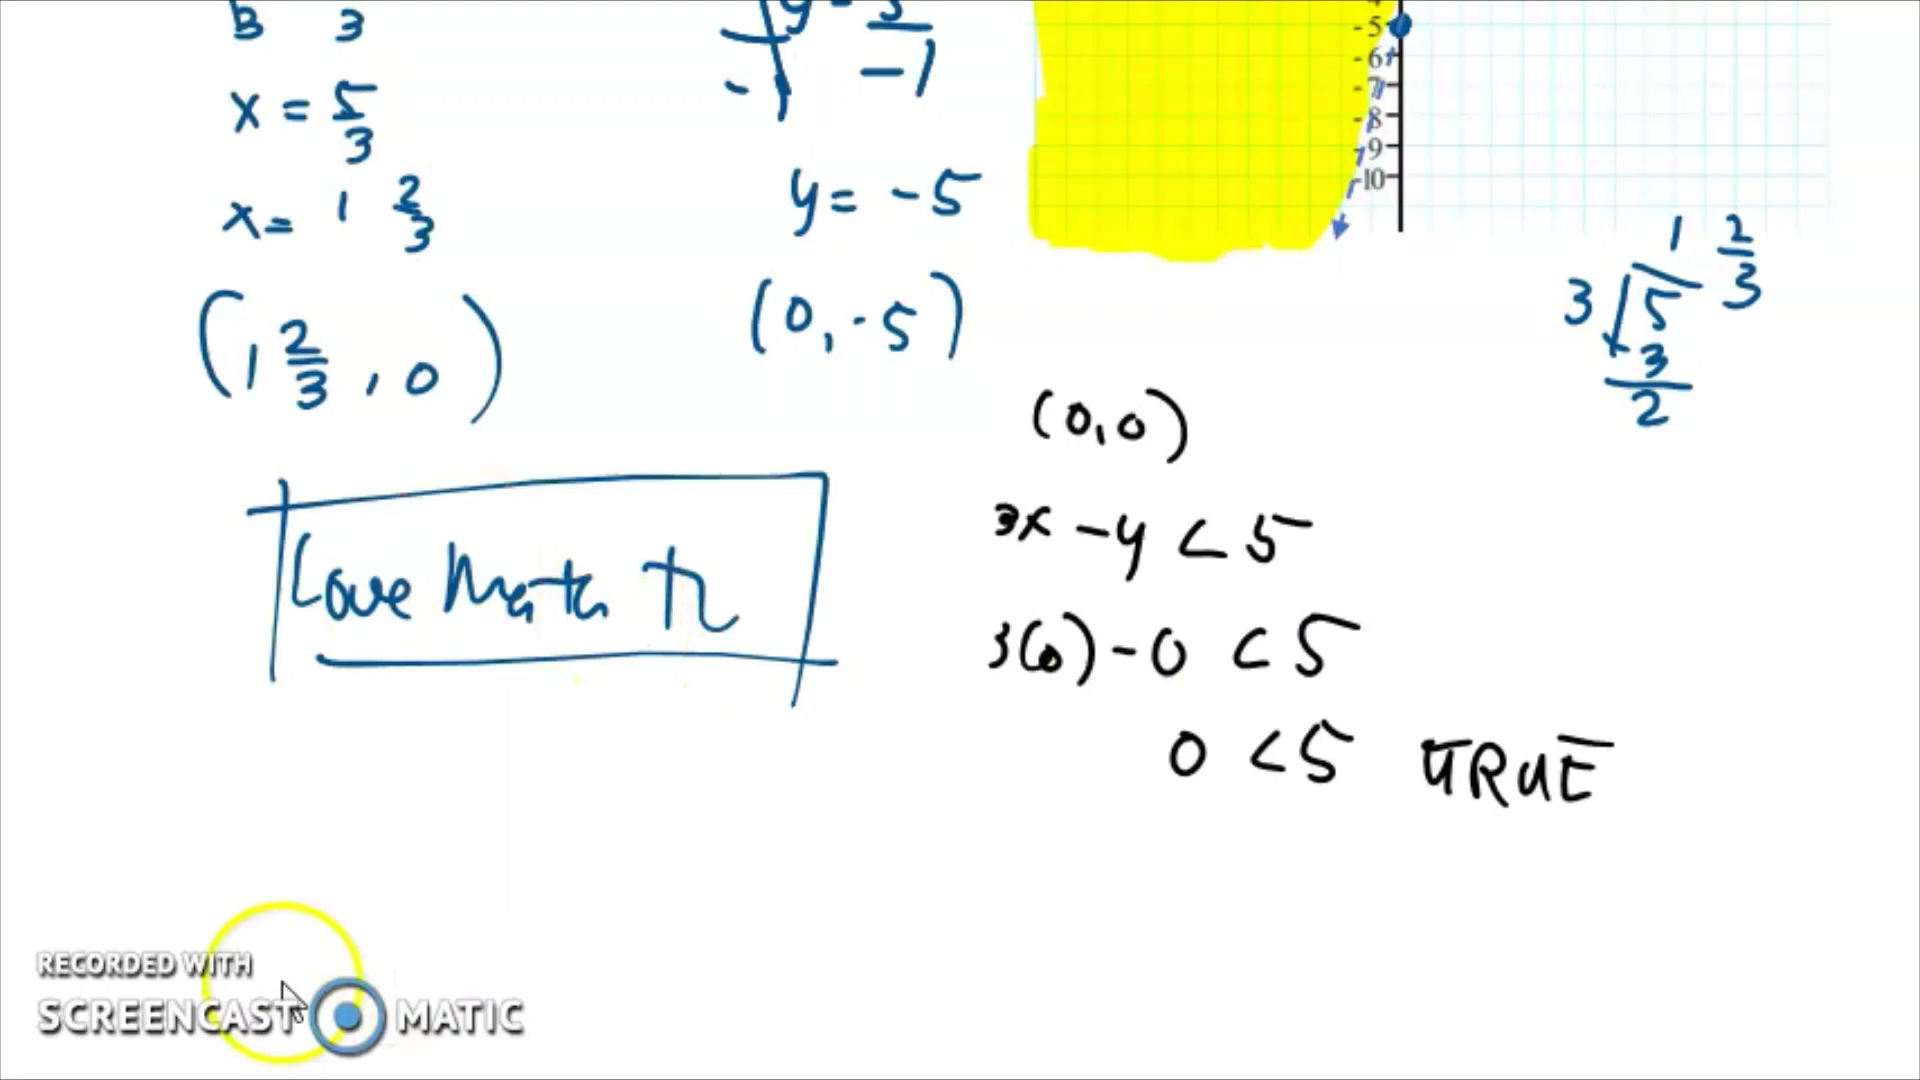 3 3
x = 5/3
x = 1 2/3
(1 2/3, 0)
-1 -1
y = -5
(0, -5)
-5
-6
-7
-8
-9
-10
1 2/3
3 5
3
2
(0,0)
3x - y < 5
3(0) - 0 < 5
0 < 5 TRUE
Love Math π
RECORDED WITH
SCREENCAST MATIC